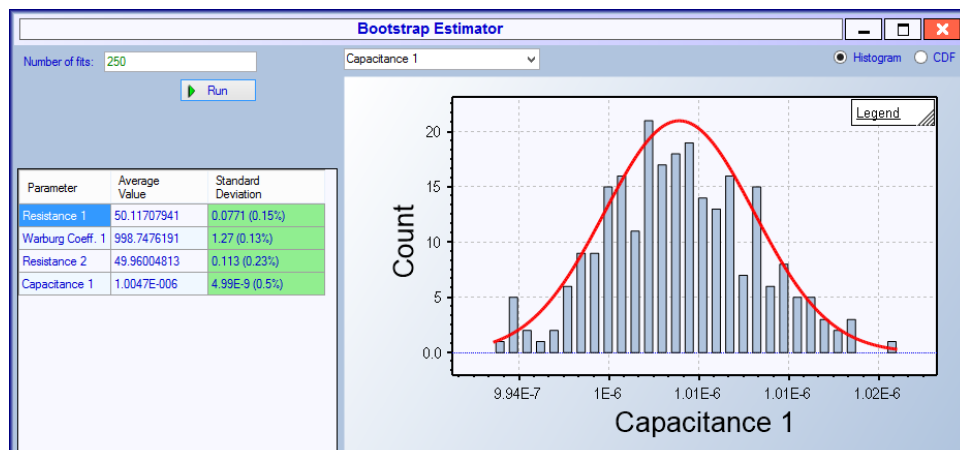 Bootstrap Estimator
Number of fits: 250
Run
Capacitance 1
Histogram CDF
Parameter Average Value Standard Deviation
Resistance 1 50.11707941 0.0771 (0.15%)
Warburg Coeff. 1 998.7476191 1.27 (0.13%)
Resistance 2 49.96004813 0.113 (0.23%)
Capacitance 1 1.0047E-006 4.99E-9 (0.5%)
Legend
Count
20
15
10
5
0.0
9.94E-7 1E-6 1.01E-6 1.01E-6 1.02E-6
Capacitance 1